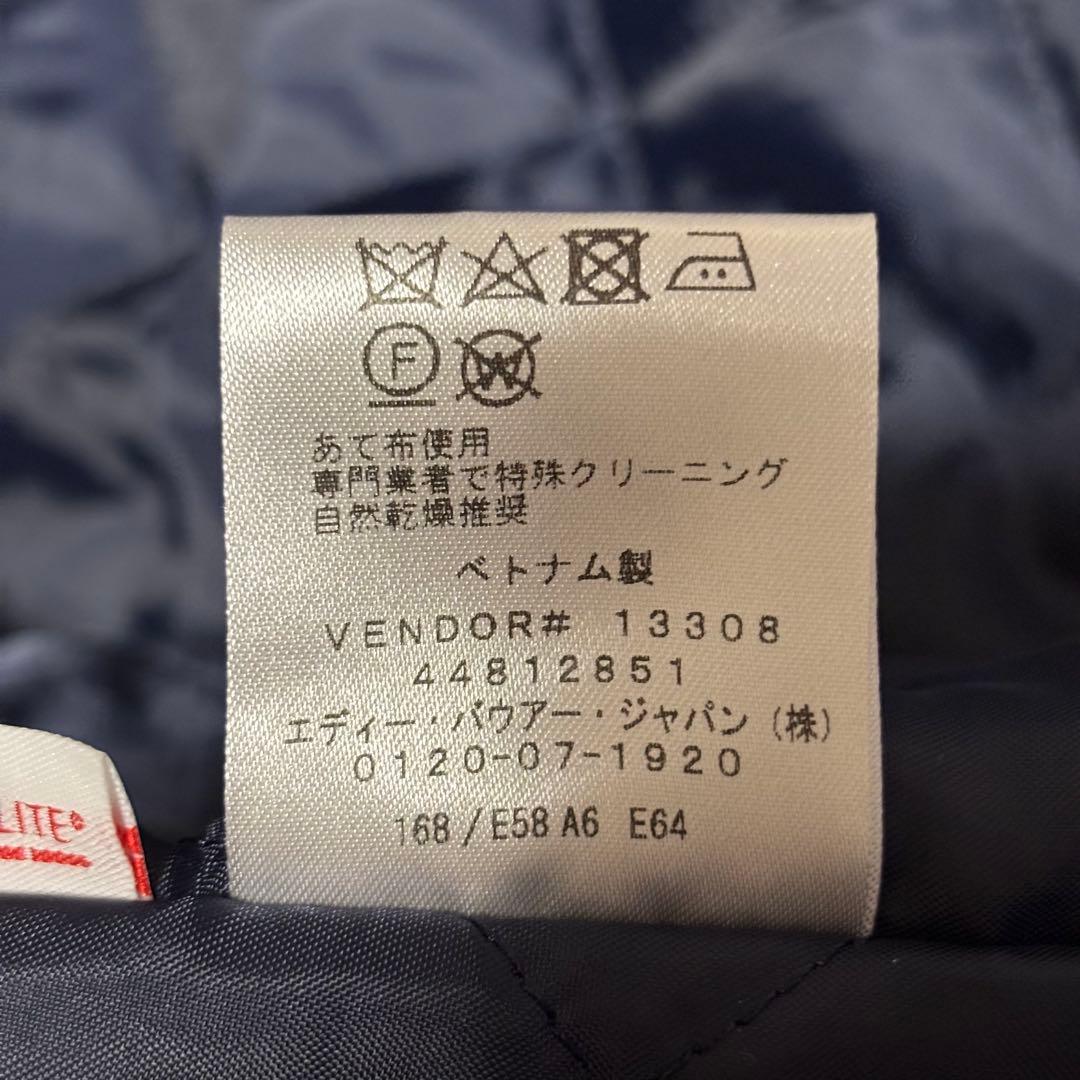 F W
あて布使用
専門業者で特殊クリーニング
自然乾燥推奨
ベトナム製
VENDOR# 13308
44812851
エディー・バウアー・ジャパン(株)
0120-07-1920
168/E58 A6 E64
LITE®